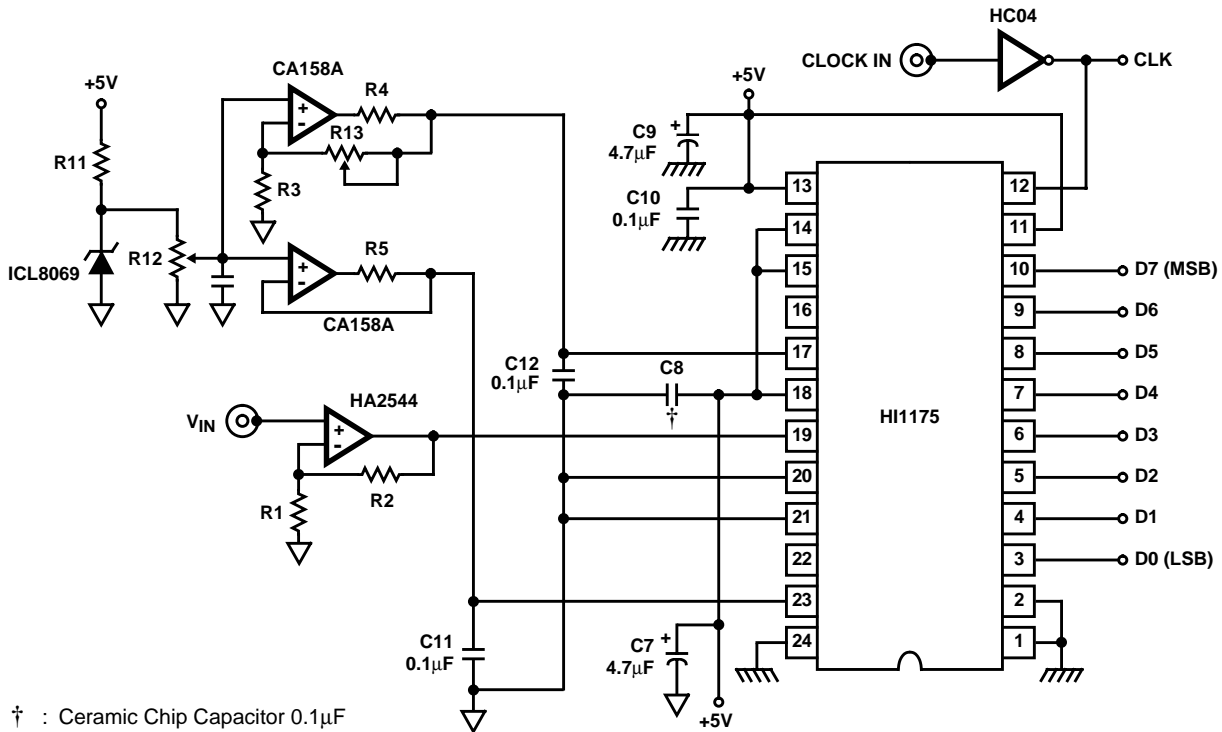 HC04
CLOCK IN
CLK
CA158A
+5V
+5V
R4
R13
R11
R3
C9
+
4.7μF
C10
0.1μF
ICL8069
R12
R5
CA158A
+
-
+
-
13
14
15
16
17
18
19
20
21
22
23
24
12
11
10
9
8
7
6
5
4
3
2
1
HI1175
D7 (MSB)
D6
D5
D4
D3
D2
D1
D0 (LSB)
C12
0.1μF
C8
†
HA2544
VIN
+
-
R2
R1
C11
0.1μF
C7
+
4.7μF
+5V
† : Ceramic Chip Capacitor 0.1μF